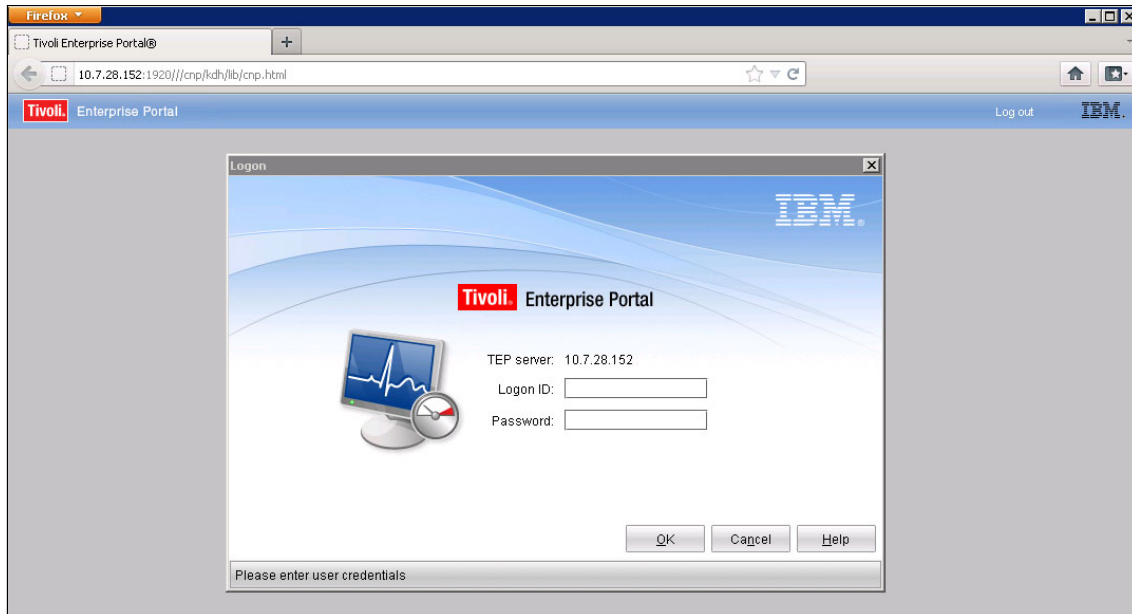 Firefox
Tivoli Enterprise Portal®
10.7.28.152:1920///cnp/kdh/lib/cnp.html
Tivoli. Enterprise Portal
Log out
IBM.
Logon
IBM®
Tivoli. Enterprise Portal
TEP server: 10.7.28.152
Logon ID:
Password:
OK Cancel Help
Please enter user credentials